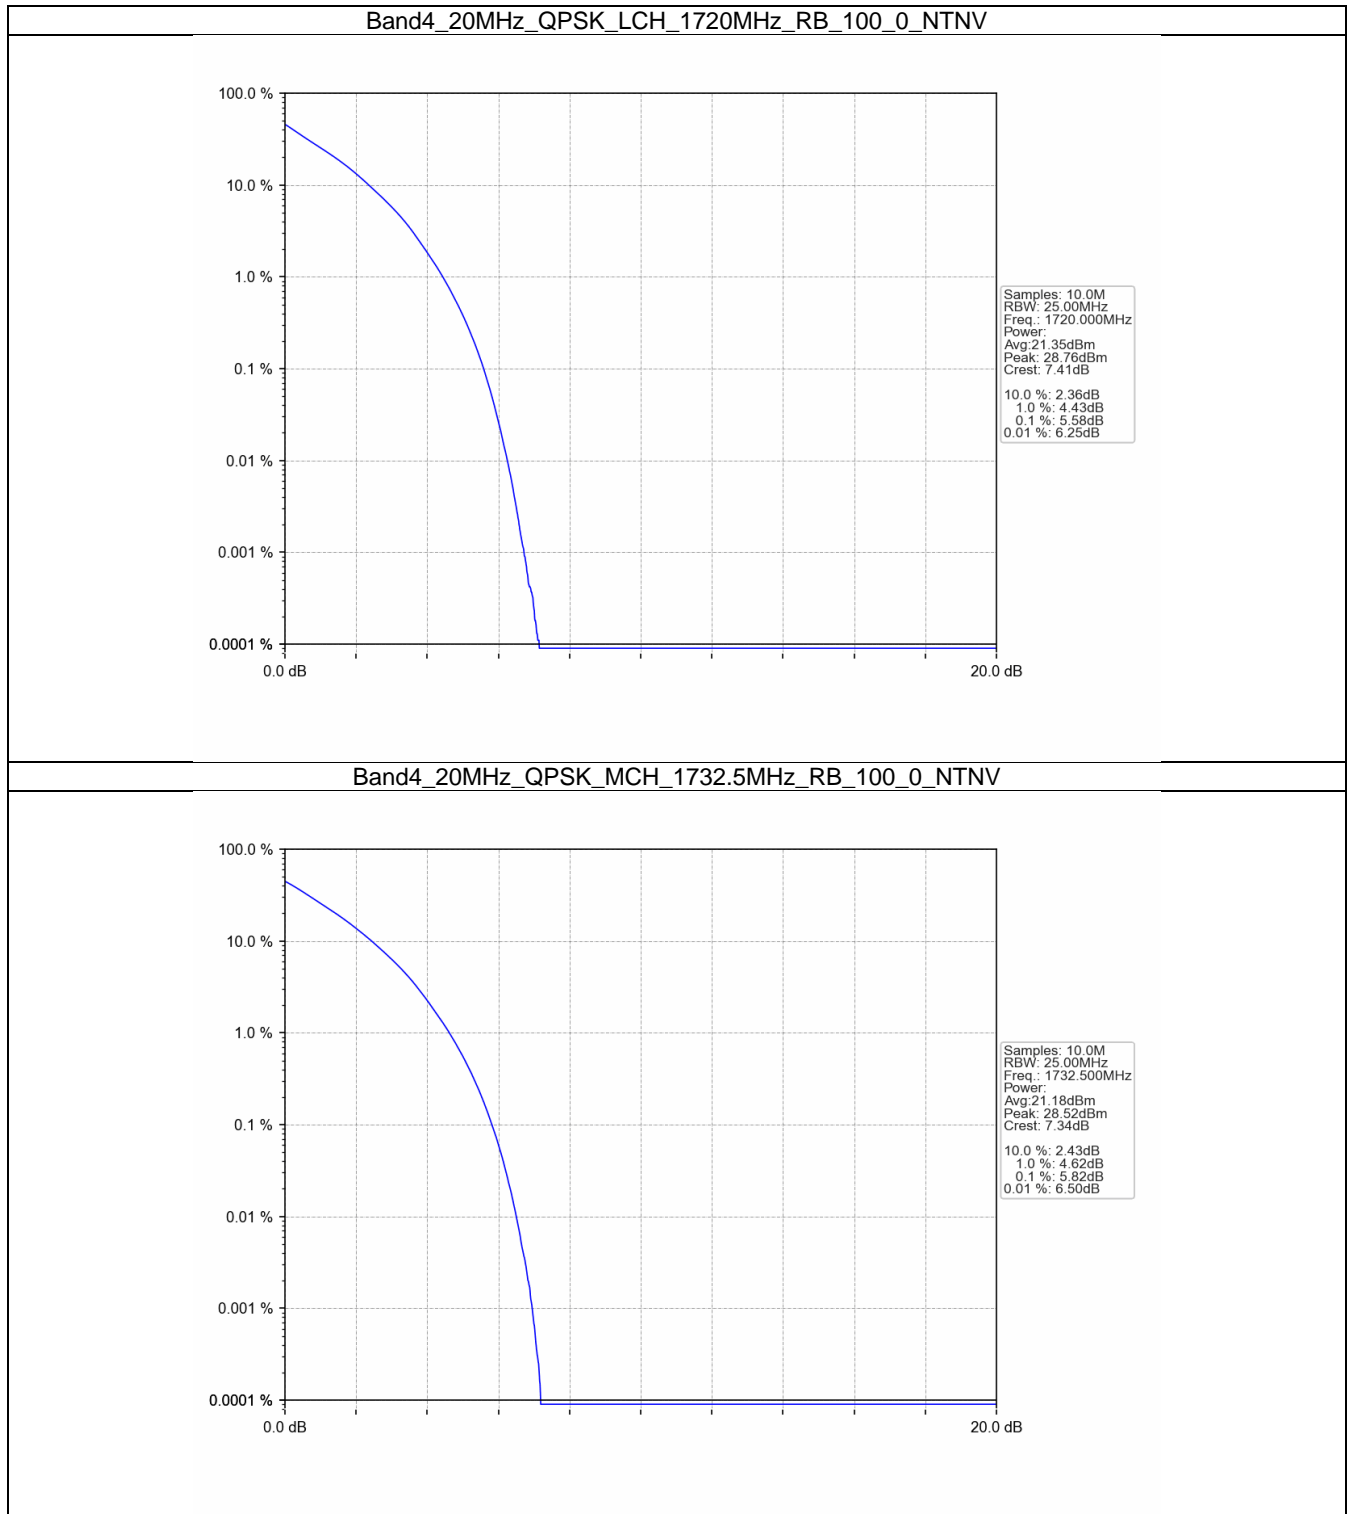 Band4_20MHz_QPSK_LCH_1720MHz_RB_100_0_NTNV
100.0 %
10.0 %
1.0 %
0.1 %
0.01 %
0.001 %
0.0001 %
0.0 dB
20.0 dB
Samples: 10.0M
RBW: 25.00MHz
Freq.: 1720.000MHz
Power:
Avg:21.35dBm
Peak: 28.76dBm
Crest: 7.41dB
10.0 %: 2.36dB
1.0 %: 4.43dB
0.1 %: 5.58dB
0.01 %: 6.25dB
Band4_20MHz_QPSK_MCH_1732.5MHz_RB_100_0_NTNV
100.0 %
10.0 %
1.0 %
0.1 %
0.01 %
0.001 %
0.0001 %
0.0 dB
20.0 dB
Samples: 10.0M
RBW: 25.00MHz
Freq.: 1732.500MHz
Power:
Avg:21.18dBm
Peak: 28.52dBm
Crest: 7.34dB
10.0 %: 2.43dB
1.0 %: 4.62dB
0.1 %: 5.82dB
0.01 %: 6.50dB